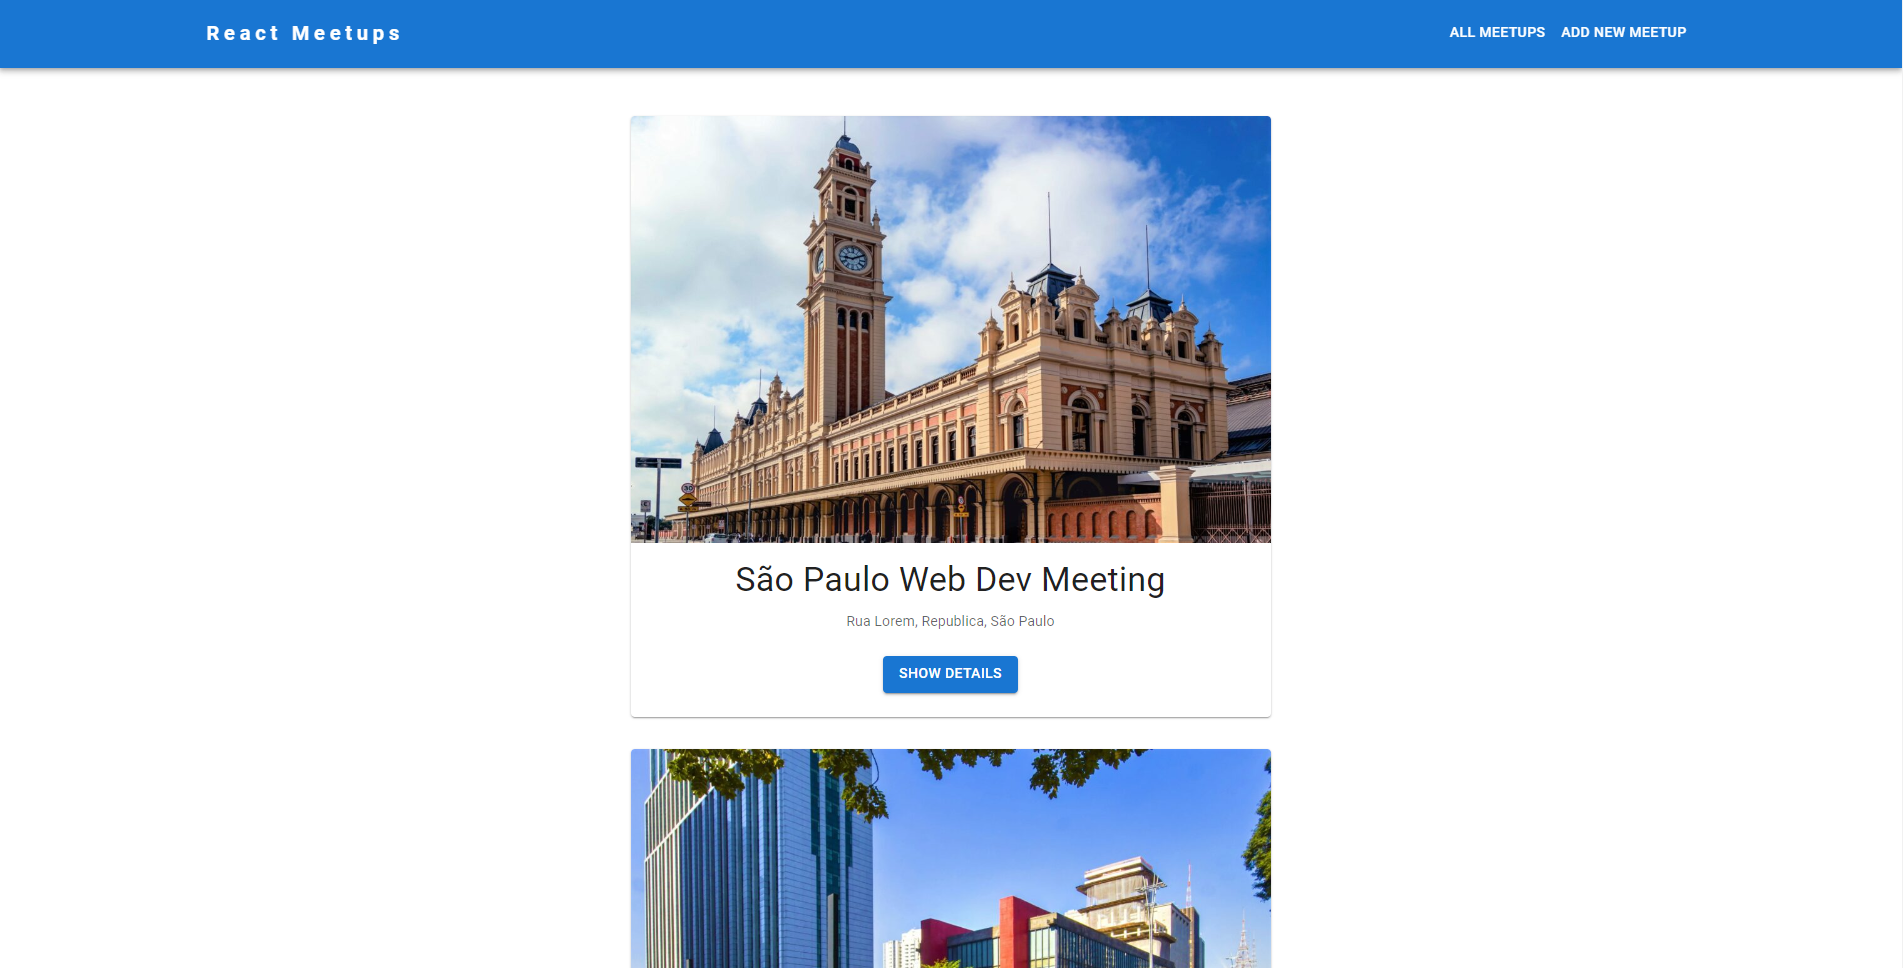 React Meetups
ALL MEETUPS ADD NEW MEETUP
30
São Paulo Web Dev Meeting
Rua Lorem, Republica, São Paulo
SHOW DETAILS